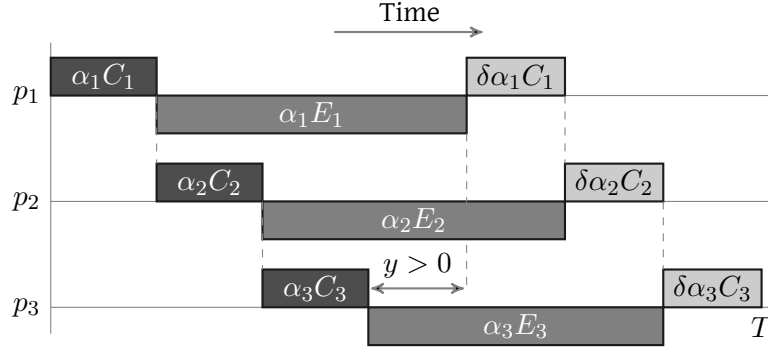 Time
α₁C₁ δα₁C₁
p₁
α₁E₁
α₂C₂ δα₂C₂
p₂
α₂E₂
y > 0
α₃C₃ δα₃C₃
p₃
α₃E₃ T